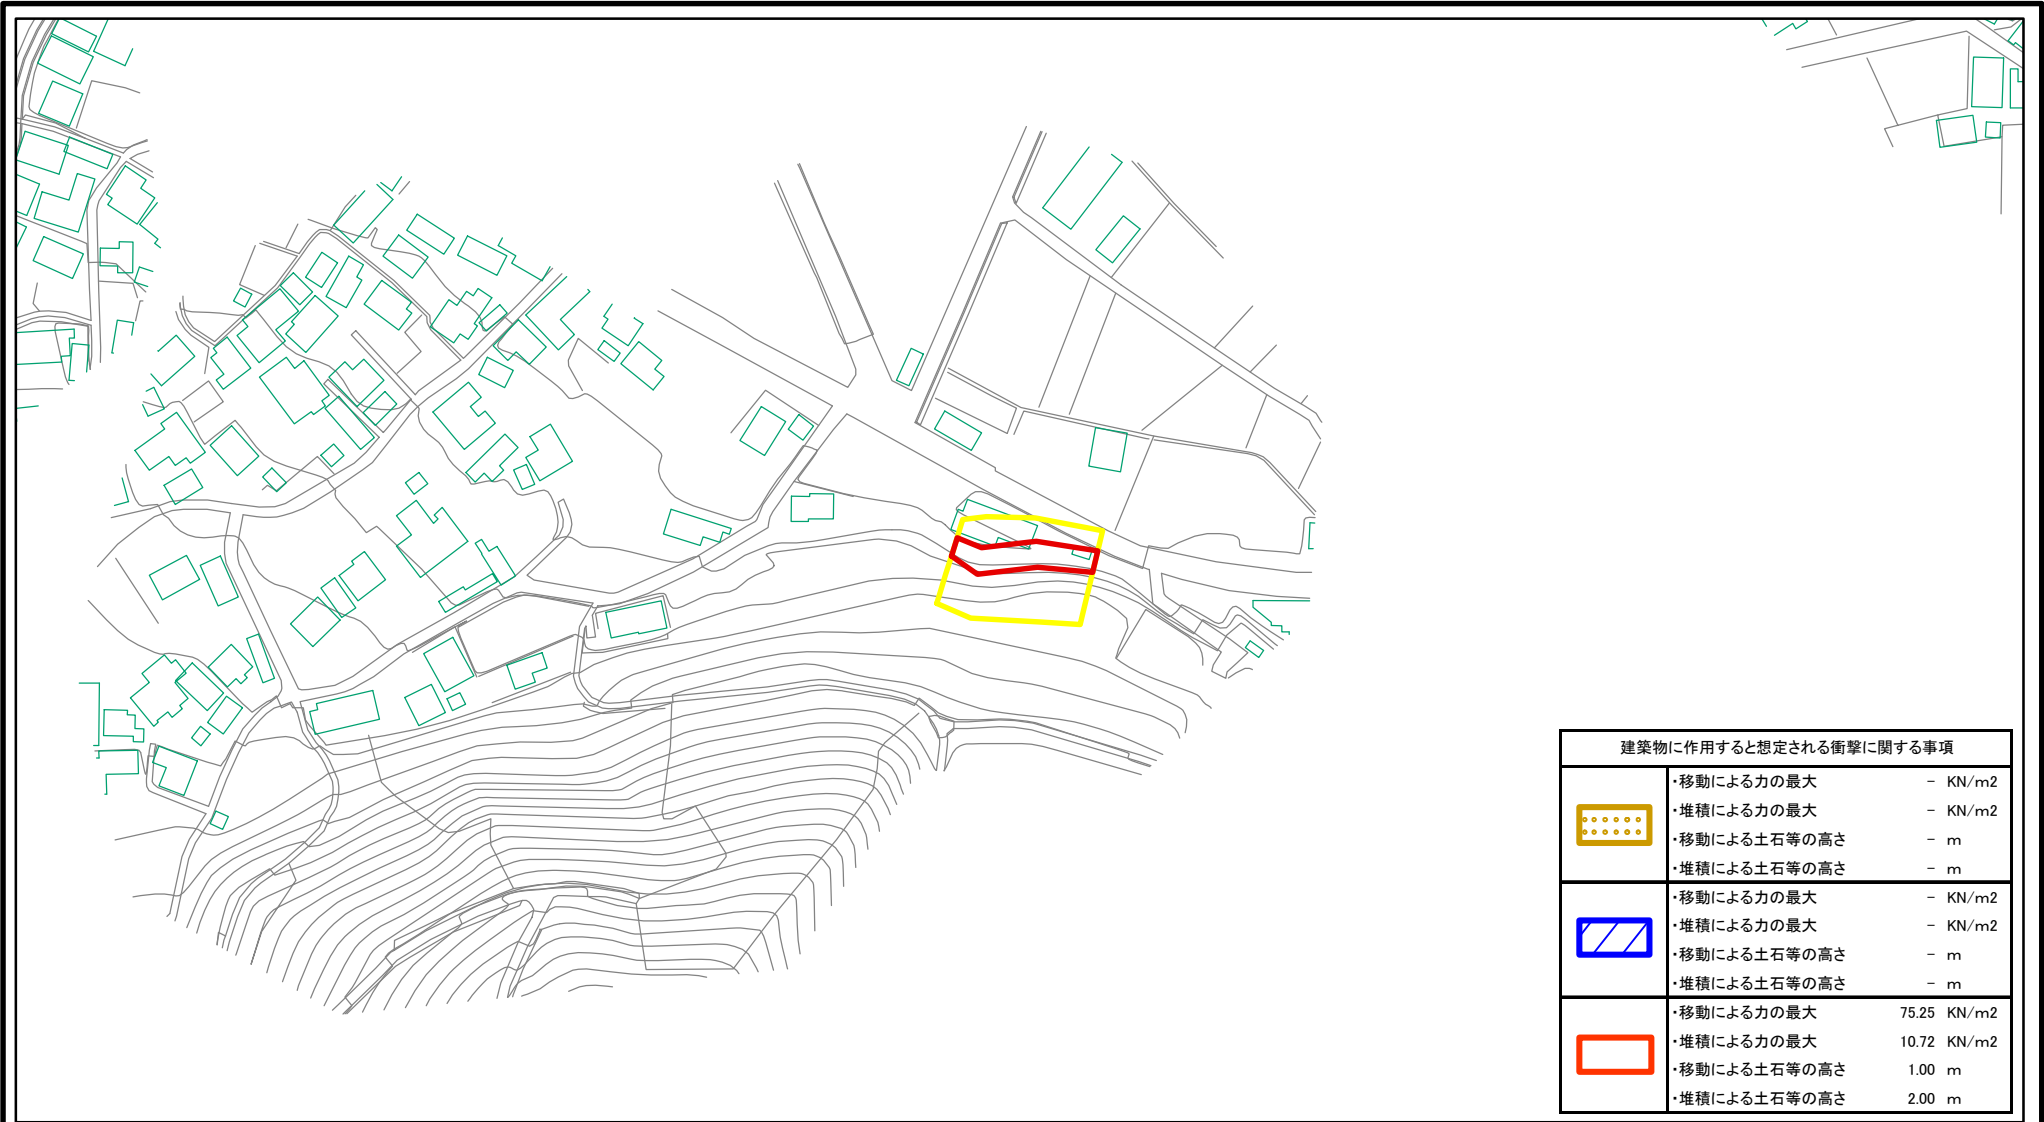 建築物に作用すると想定される衝撃に関する事項
・移動による力の最大 － KN/m2
・堆積による力の最大 － KN/m2
・移動による土石等の高さ － m
・堆積による土石等の高さ － m
・移動による力の最大 － KN/m2
・堆積による力の最大 － KN/m2
・移動による土石等の高さ － m
・堆積による土石等の高さ － m
・移動による力の最大 75.25 KN/m2
・堆積による力の最大 10.72 KN/m2
・移動による土石等の高さ 1.00 m
・堆積による土石等の高さ 2.00 m